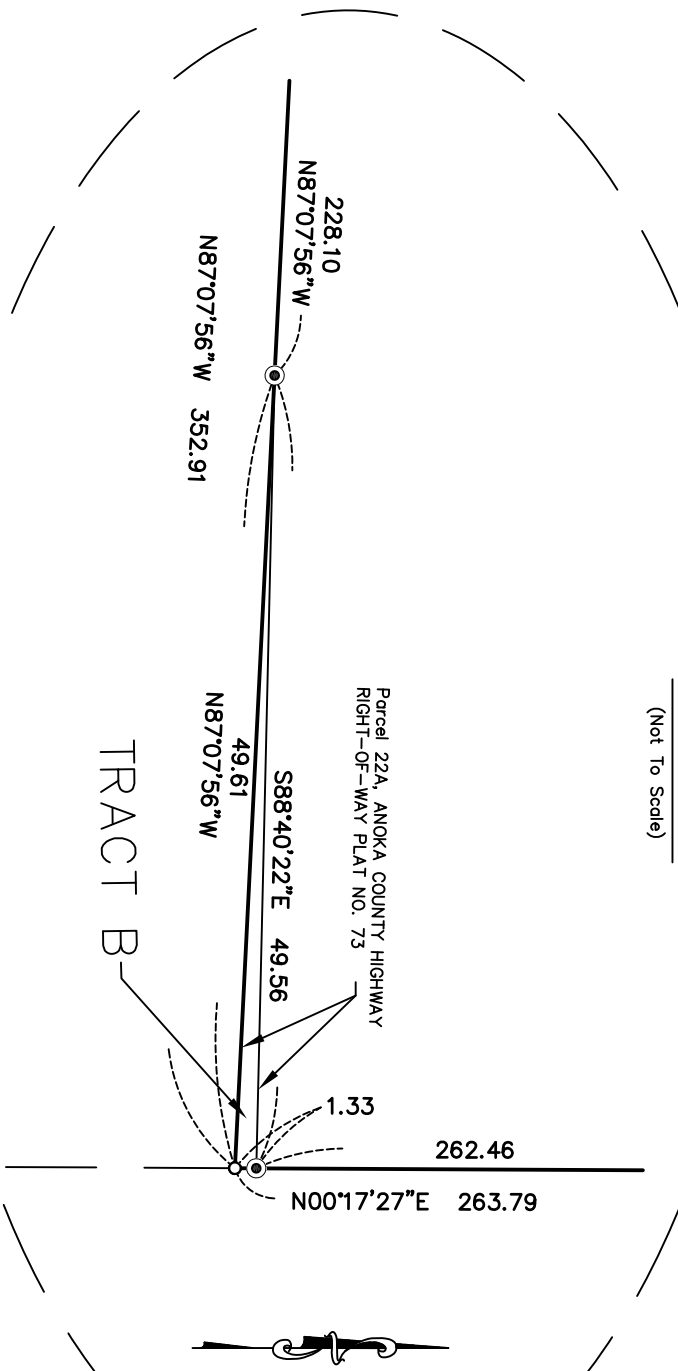 (Not To Scale)
228.10
N87°07'56"W
N87°07'56"W 352.91
Parcel 22A, ANOKA COUNTY HIGHWAY
RIGHT-OF-WAY PLAT NO. 73
S88°40'22"E 49.56
49.61
N87°07'56"W
TRACT B
1.33
262.46
N00°17'27"E 263.79